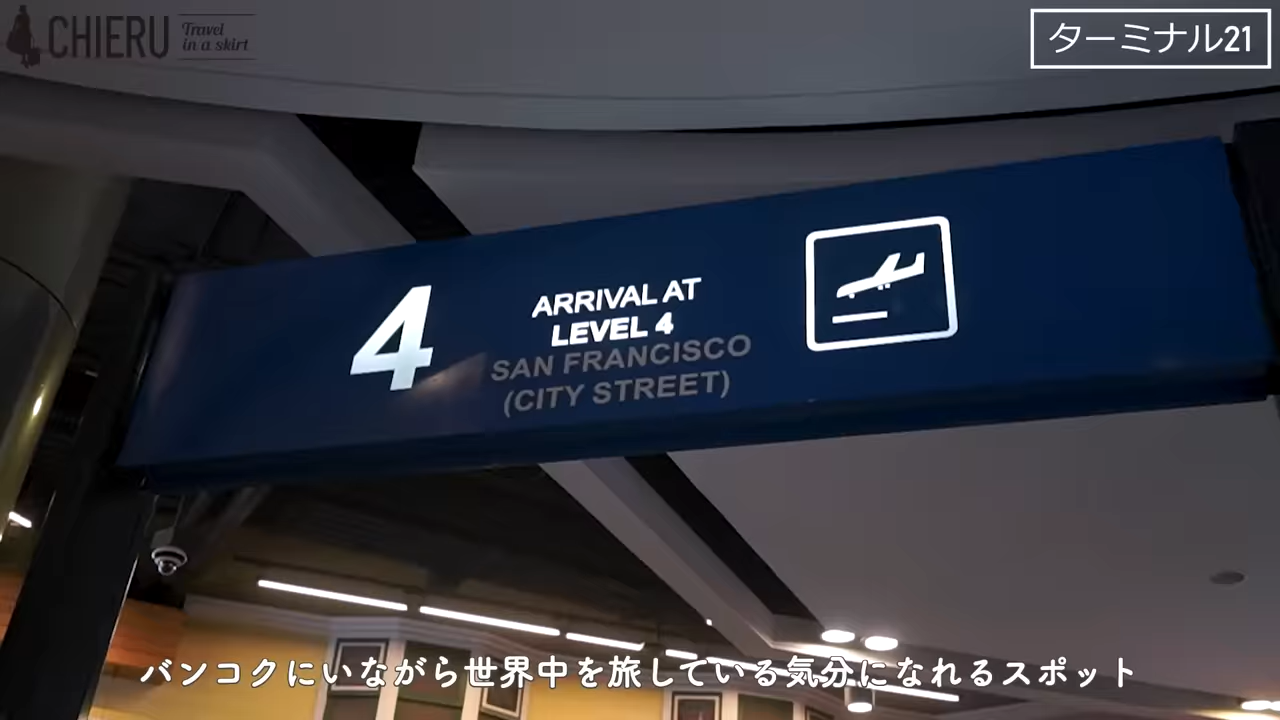 CHIERU
Travel
in a skirt
ターミナル21
4
ARRIVAL AT
LEVEL 4
SAN FRANCISCO
(CITY STREET)
バンコクにいながら世界中を旅している気分になれるスポット